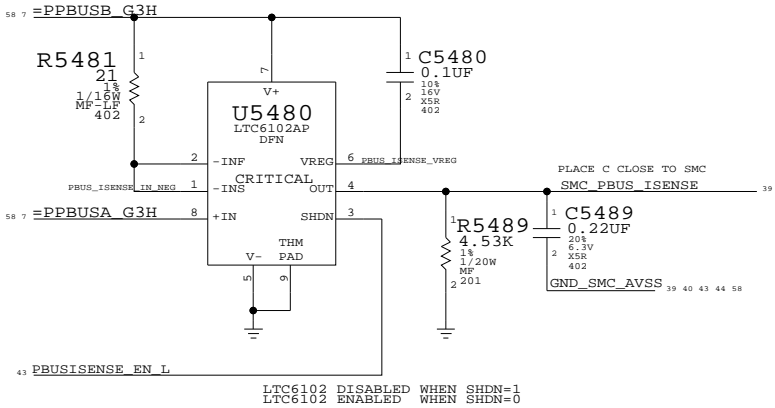 58 7 =PPBUSB_G3H
R5481
21
1%
1/16W
MF-LF
402
1
2
7
V+
U5480
LTC6102AP
DFN
1 C5480
0.1UF
10%
16V
X5R
402
2
2 -INF
VREG 6 PBUS_ISENSE_VREG
CRITICAL
PBUS_ISENSE_IN_NEG 1 -INS
OUT 4
PLACE C CLOSE TO SMC
SMC_PBUS_ISENSE 39
58 7 =PPBUSA_G3H 8 +IN
SHDN 3
THM
V- PAD
5 9
1 R5489
4.53K
1%
1/20W
MF
2 201
1 C5489
0.22UF
20%
6.3V
X5R
402
2
GND_SMC_AVSS 39 40 43 44 58
43 PBUSISENSE_EN_L
LTC6102 DISABLED WHEN SHDN=1
LTC6102 ENABLED WHEN SHDN=0